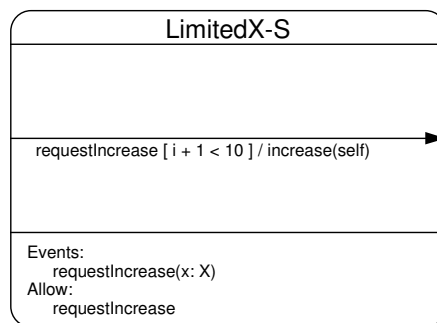 LimitedX-S
requestIncrease [ i + 1 < 10 ] / increase(self)
Events:
requestIncrease(x: X)
Allow:
requestIncrease